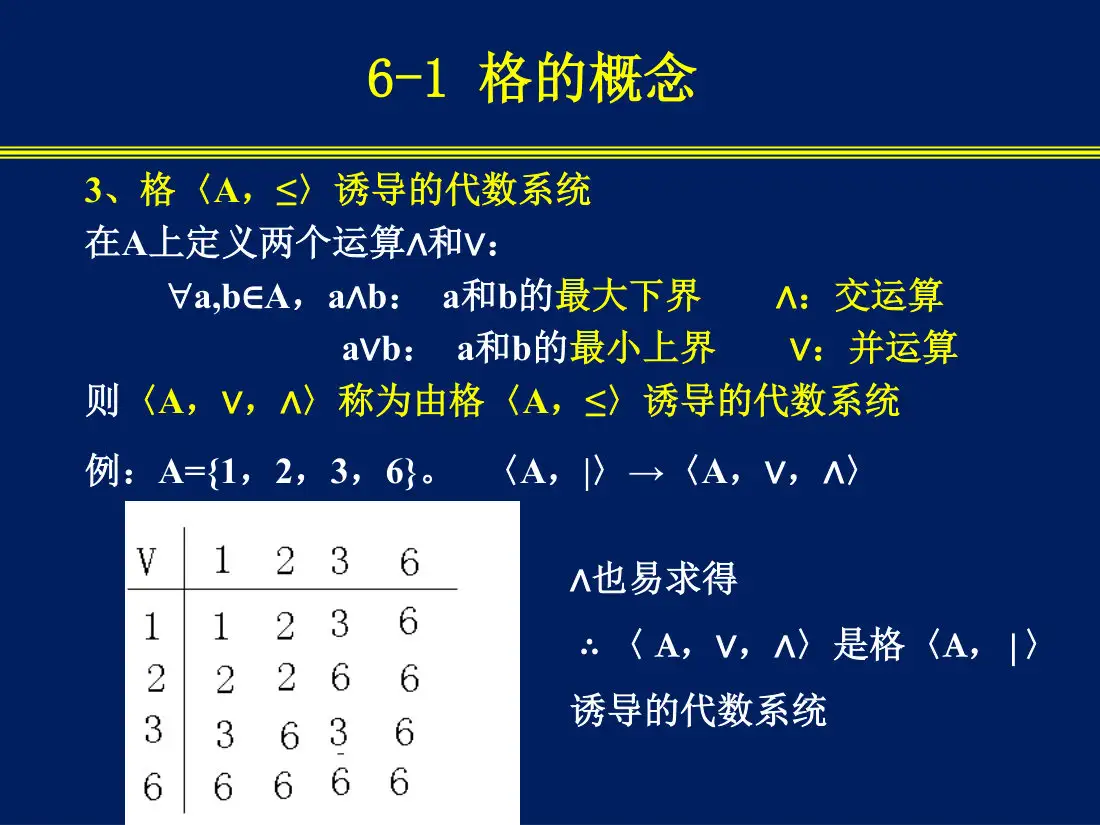 6-1 格的概念
3、格〈A，≤〉诱导的代数系统
在A上定义两个运算∧和∨：
∀a,b∈A，a∧b： a和b的最大下界 ∧：交运算
a∨b： a和b的最小上界 ∨：并运算
则〈A，∨，∧〉称为由格〈A，≤〉诱导的代数系统
例：A={1，2，3，6}。 〈A，|〉→〈A，∨，∧〉
V 1 2 3 6
1 1 2 3 6
2 2 2 6 6
3 3 6 3 6
6 6 6 6 6
∧也易求得
∴〈 A，∨，∧〉是格〈A，|〉
诱导的代数系统